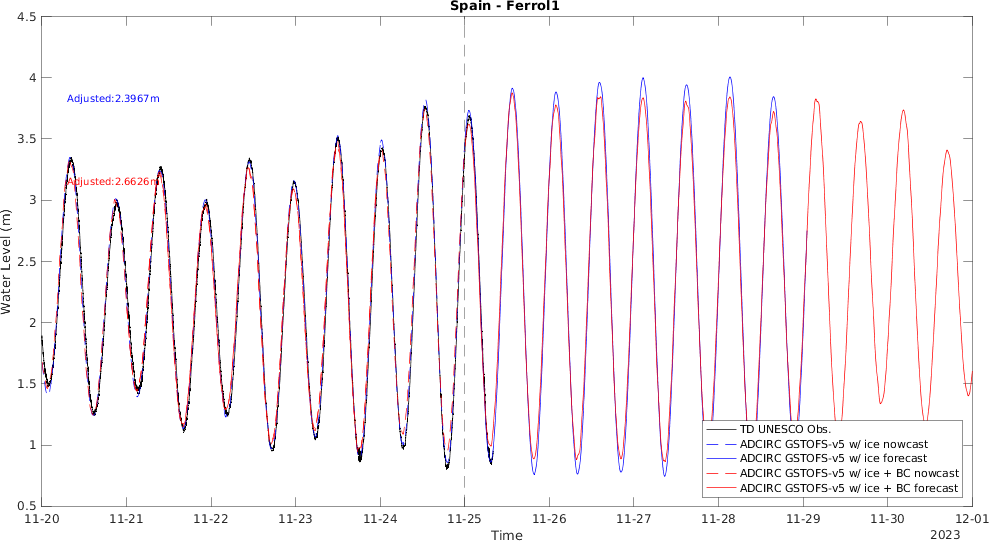 Spain - Ferrol1
4.5
4
3.5
3
2.5
2
1.5
1
0.5
Water Level (m)
Adjusted:2.3967m
Adjusted:2.6626m
TD UNESCO Obs.
ADCIRC GSTOFS-v5 w/ ice nowcast
ADCIRC GSTOFS-v5 w/ ice forecast
ADCIRC GSTOFS-v5 w/ ice + BC nowcast
ADCIRC GSTOFS-v5 w/ ice + BC forecast
11-20 11-21 11-22 11-23 11-24 11-25 11-26 11-27 11-28 11-29 11-30 12-01
Time
2023